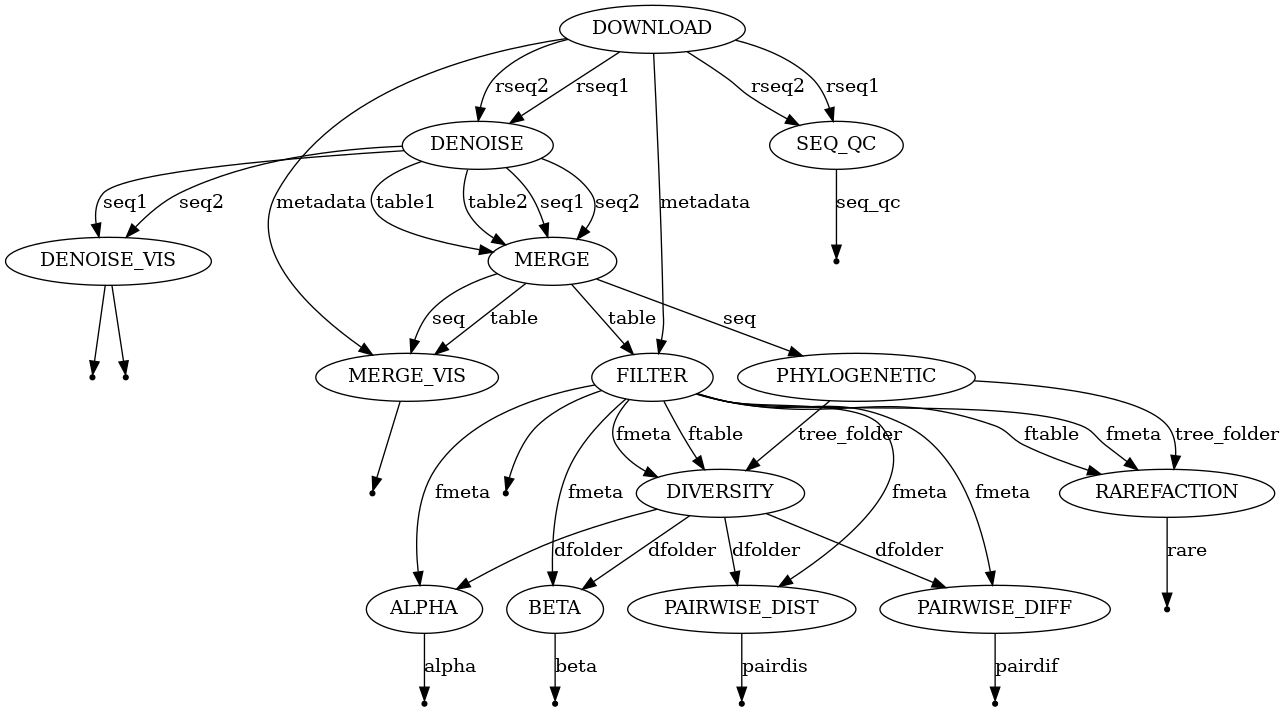 DOWNLOAD
rseq2
rseq1
rseq2
rseq1
DENOISE
SEQ_QC
seq1
seq2
metadata
table1
table2
seq1
seq2
metadata
seq_qc
DENOISE_VIS
MERGE
seq
table
table
seq
MERGE_VIS
FILTER
PHYLOGENETIC
fmeta
ftable
tree_folder
ftable
fmeta
tree_folder
fmeta
fmeta
DIVERSITY
fmeta
fmeta
RAREFACTION
dfolder
dfolder
dfolder
dfolder
rare
ALPHA
BETA
PAIRWISE_DIST
PAIRWISE_DIFF
alpha
beta
pairdis
pairdif